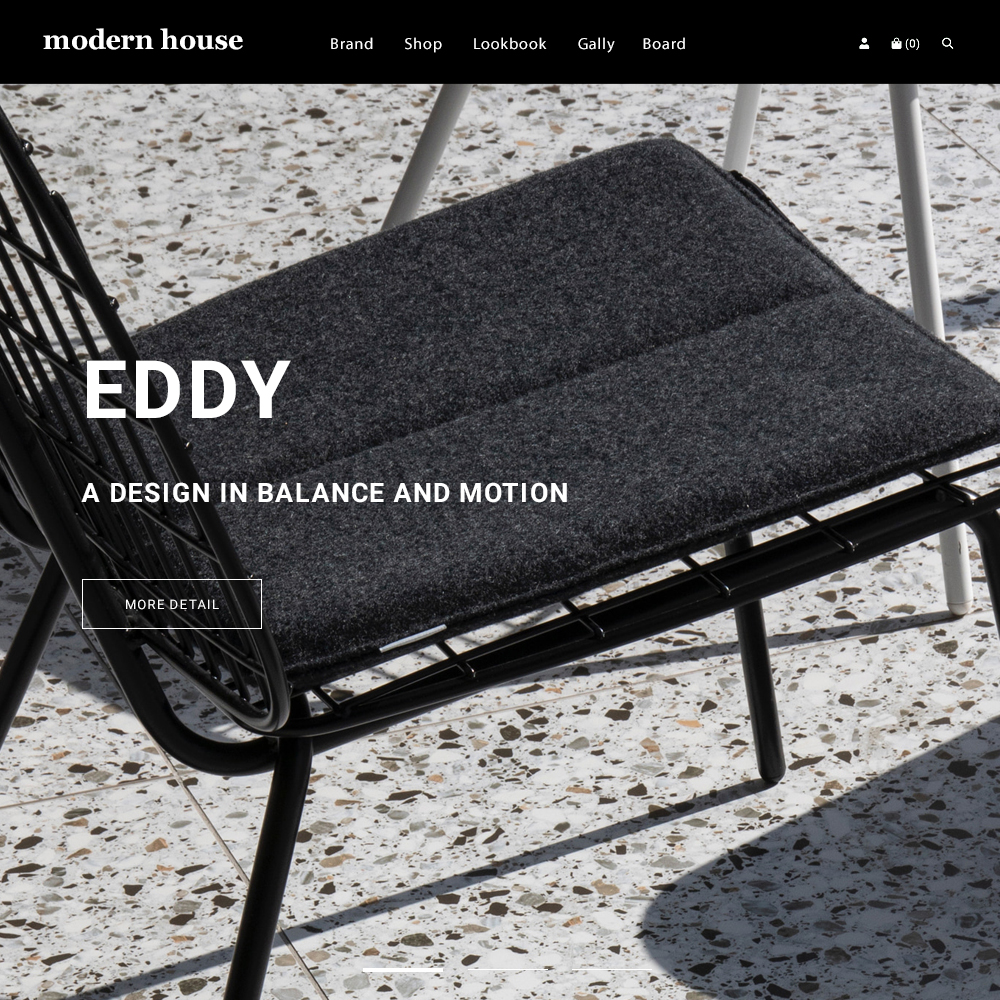 modern house
Brand Shop Lookbook Gally Board
(0)
EDDY
A DESIGN IN BALANCE AND MOTION
MORE DETAIL